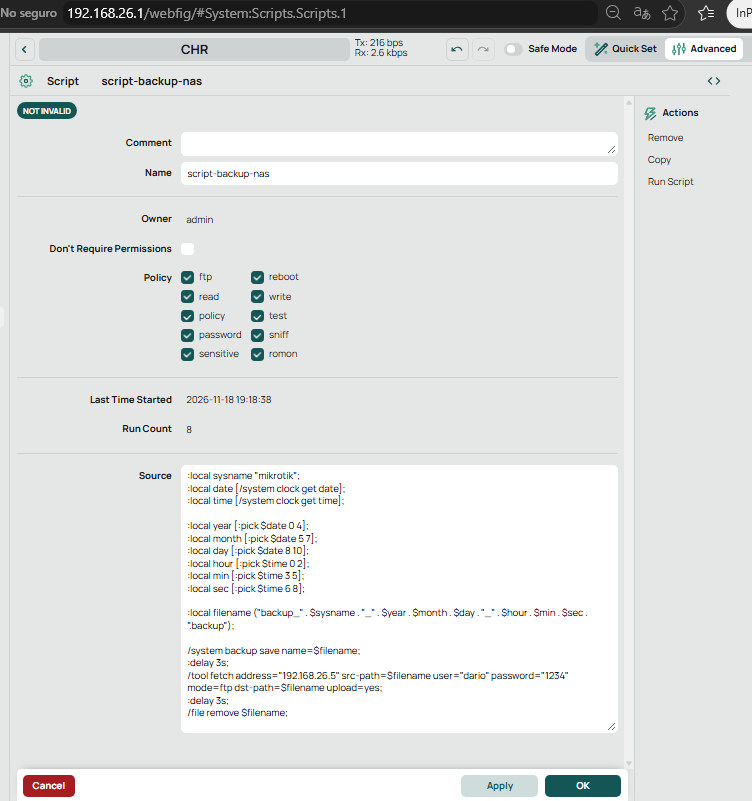 No seguro 192.168.26.1/webfig/#System:Scripts.Scripts.1 InP
CHR Tx: 216 bps Rx: 2.6 kbps Safe Mode Quick Set Advanced
Script script-backup-nas
NOT INVALID
Actions
Remove
Copy
Run Script
Comment
Name script-backup-nas
Owner admin
Don't Require Permissions
Policy ftp reboot
read write
policy test
password sniff
sensitive romon
Last Time Started 2026-11-18 19:18:38
Run Count 8
Source :local sysname "mikrotik";
:local date [/system clock get date];
:local time [/system clock get time];
:local year [:pick $date 0 4];
:local month [:pick $date 5 7];
:local day [:pick $date 8 10];
:local hour [:pick $time 0 2];
:local min [:pick $time 3 5];
:local sec [:pick $time 6 8];
:local filename ("backup_" . $sysname . "_" . $year . $month . $day . "_" . $hour . $min . $sec .
".backup");
/system backup save name=$filename;
:delay 3s;
/tool fetch address="192.168.26.5" src-path=$filename user="dario" password="1234"
mode=ftp dst-path=$filename upload=yes;
:delay 3s;
/file remove $filename;
Cancel Apply OK